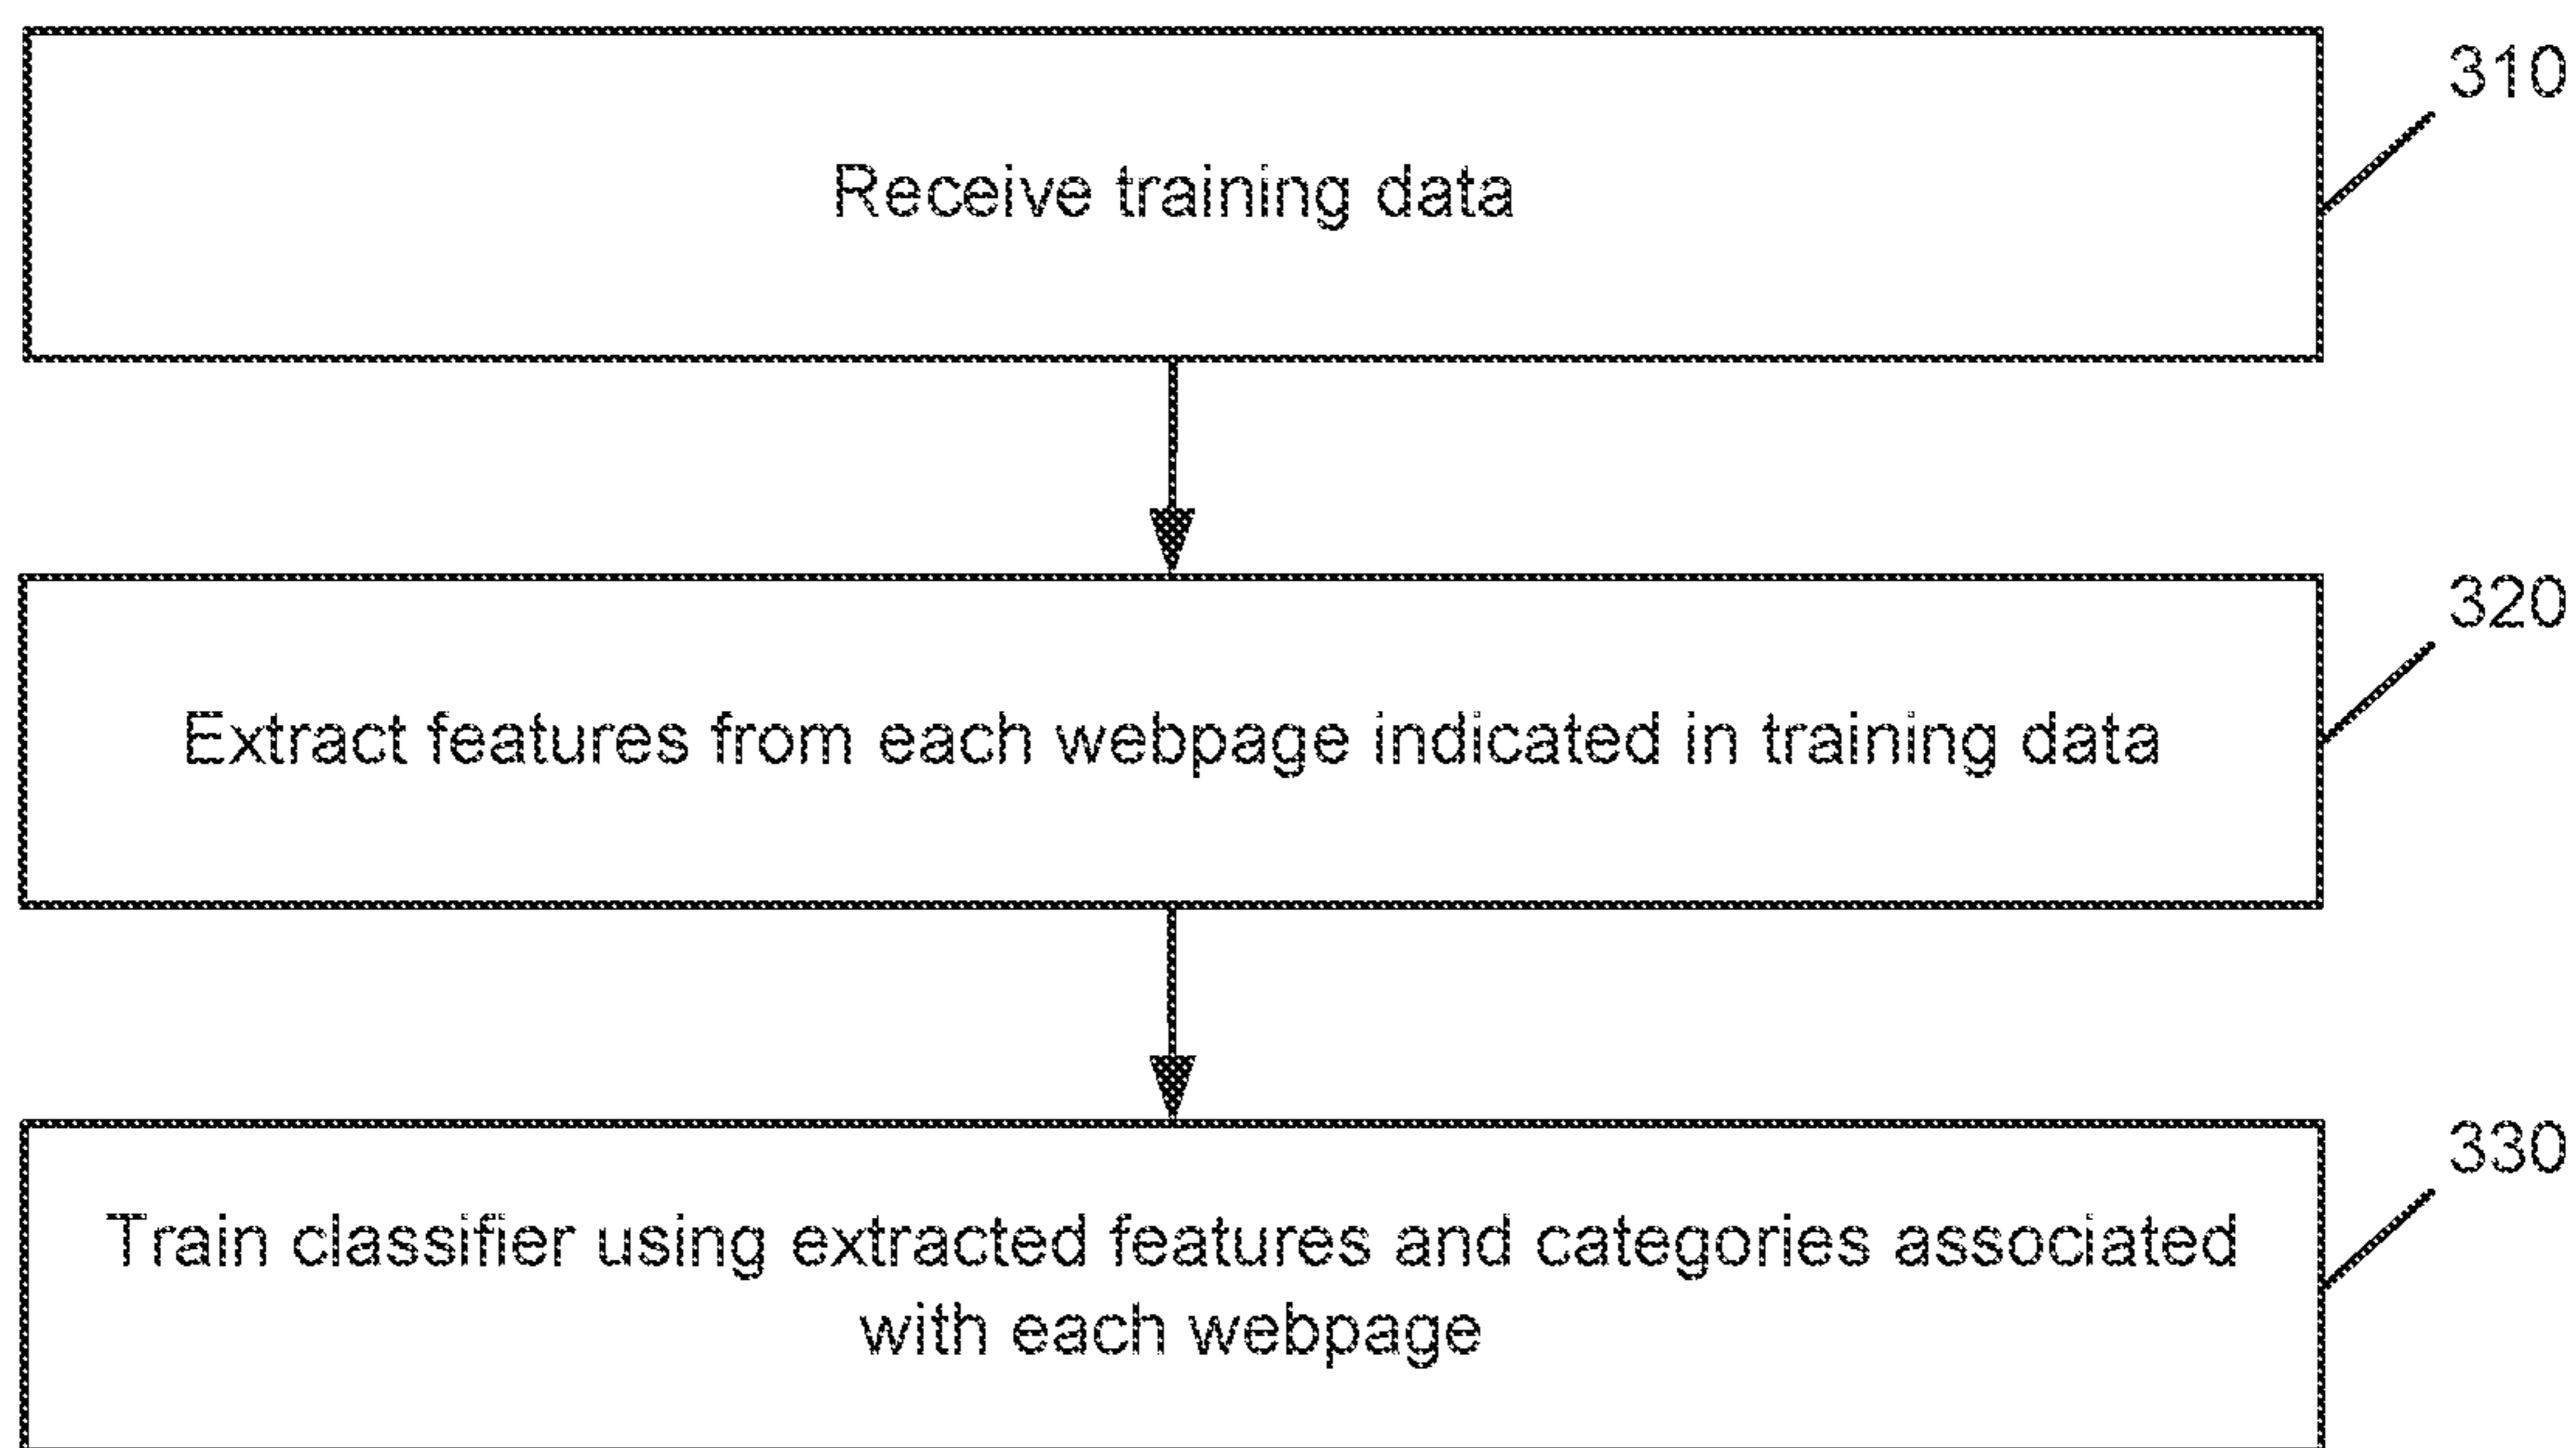 310
Receive training data
320
Extract features from each webpage indicated in training data
330
Train classifier using extracted features and categories associated
with each webpage